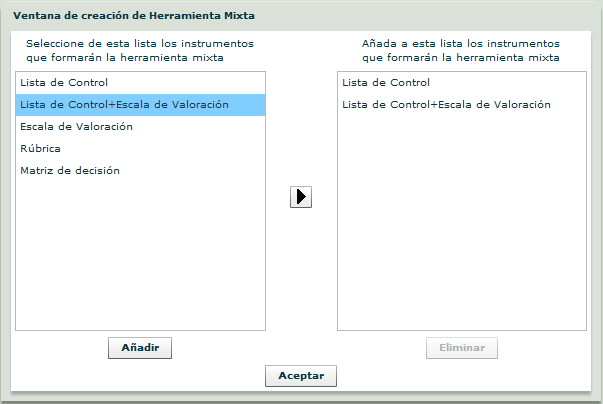 Ventana de creación de Herramienta Mixta
Seleccione de esta lista los instrumentos
que formarán la herramienta mixta
Lista de Control
Lista de Control+Escala de Valoración
Escala de Valoración
Rúbrica
Matriz de decisión
Añadir
Añada a esta lista los instrumentos
que formarán la herramienta mixta
Lista de Control
Lista de Control+Escala de Valoración
Eliminar
Aceptar